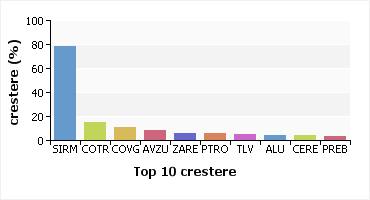 crestere (%)
100
80
60
40
20
0
SIRM COTR COVG AVZU ZARE PTRO TLV ALU CERE PREB
Top 10 crestere